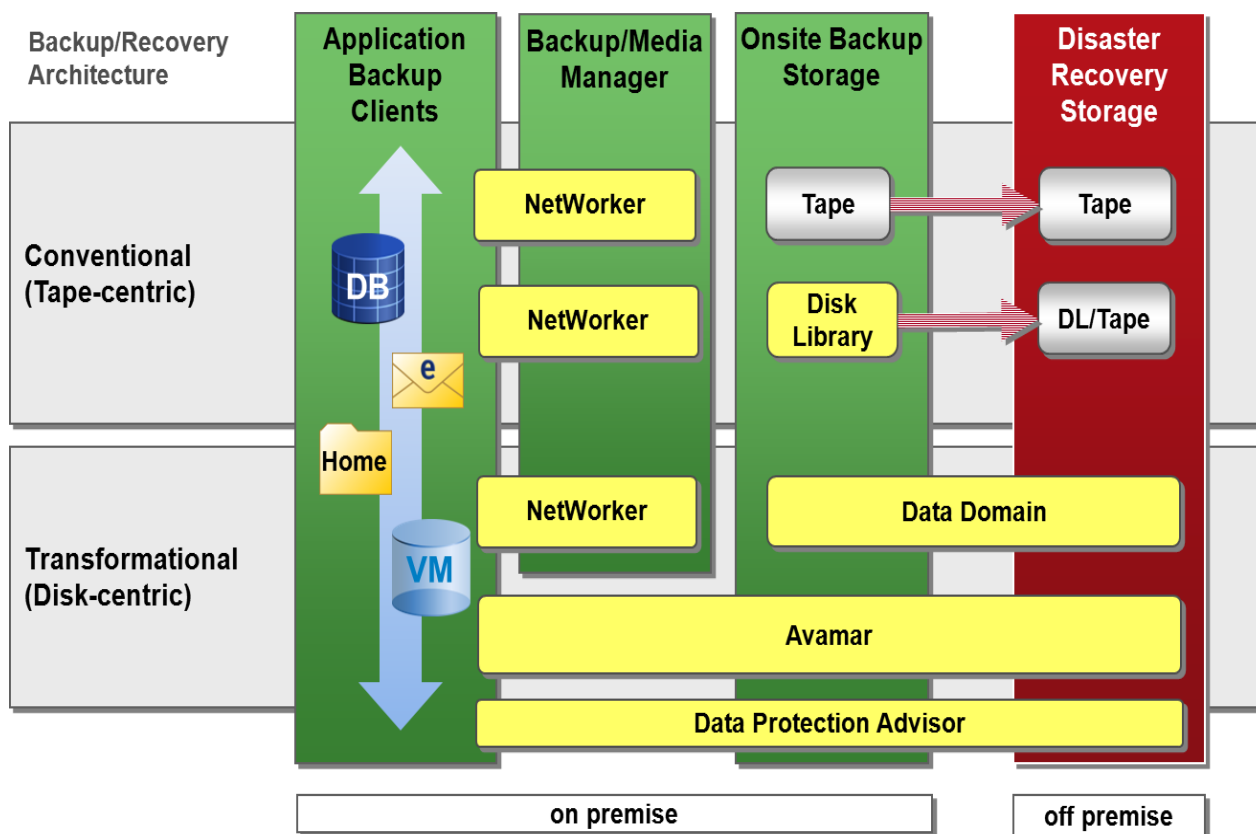 Backup/Recovery
Architecture
Application
Backup
Clients
Backup/Media
Manager
Onsite Backup
Storage
Disaster
Recovery
Storage
Conventional
(Tape-centric)
NetWorker
Tape
Tape
DB
NetWorker
Disk
Library
DL/Tape
e
Home
Transformational
(Disk-centric)
NetWorker
Data Domain
VM
Avamar
Data Protection Advisor
on premise
off premise